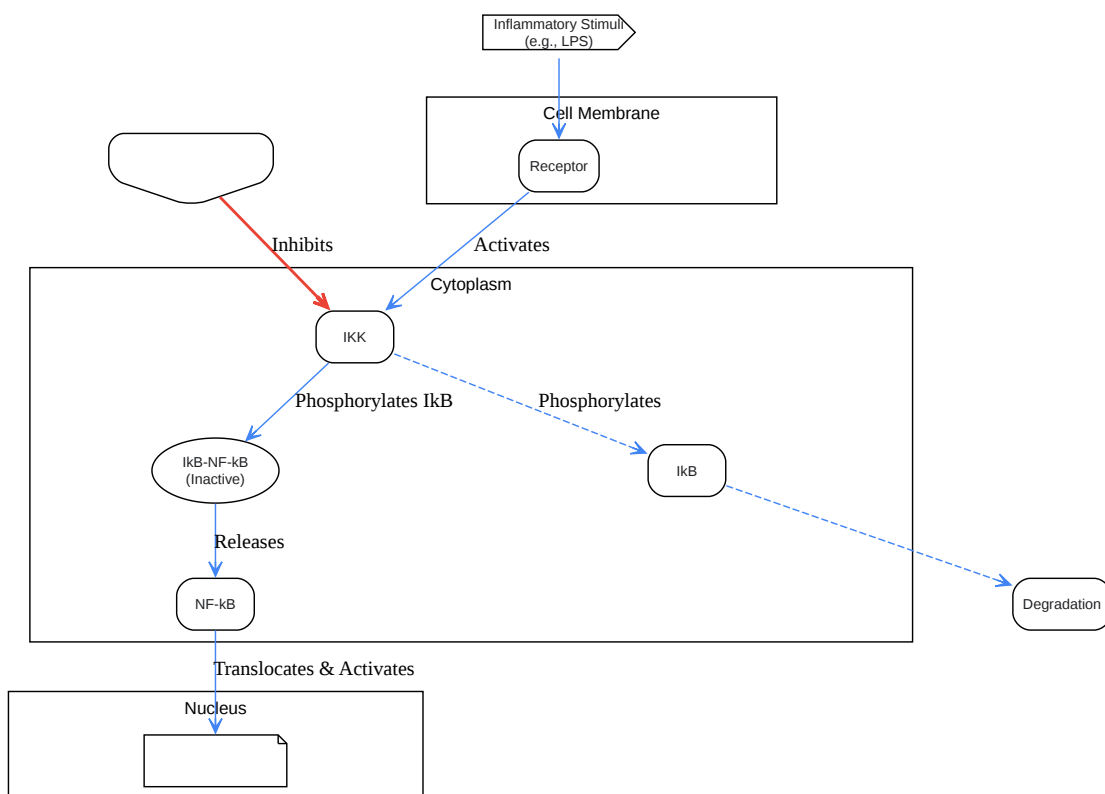 Inflammatory Stimuli
(e.g., LPS)
Cell Membrane
Receptor
Inhibits
Activates
Cytoplasm
IKK
Phosphorylates IkB
Phosphorylates
IkB-NF-kB
(Inactive)
IkB
Releases
NF-kB
Degradation
Translocates & Activates
Nucleus